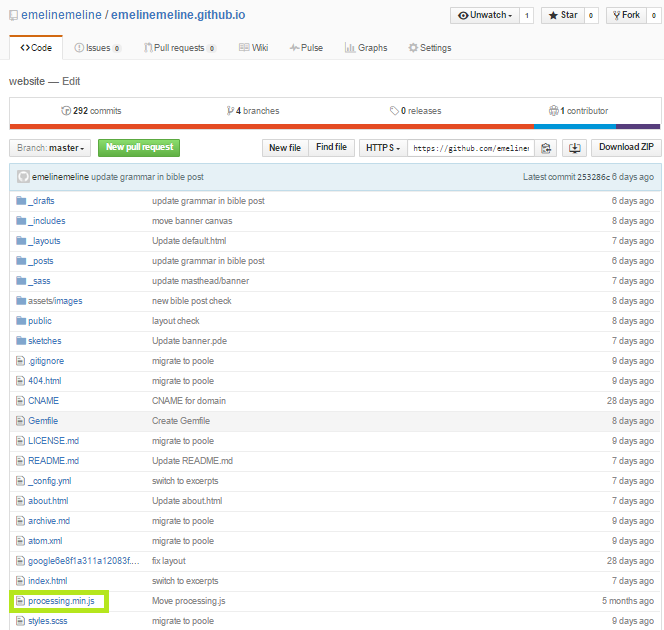 emelinemeline / emelinemeline.github.io Unwatch 1 Star 0 Fork 0
Code Issues 0 Pull requests 0 Wiki Pulse Graphs Settings
website — Edit
292 commits 4 branches 0 releases 1 contributor
Branch: master New pull request New file Find file HTTPS https://github.com/emeline Download ZIP
emelinemeline update grammar in bible post Latest commit 253286c 6 days ago
_drafts update grammar in bible post 6 days ago
_includes move banner canvas 8 days ago
_layouts Update default.html 7 days ago
_posts update grammar in bible post 6 days ago
_sass update masthead/banner 7 days ago
assets/images new bible post check 8 days ago
public layout check 8 days ago
sketches Update banner.pde 7 days ago
.gitignore migrate to poole 9 days ago
404.html migrate to poole 9 days ago
CNAME CNAME for domain 28 days ago
Gemfile Create Gemfile 8 days ago
LICENSE.md migrate to poole 9 days ago
README.md Update README.md 7 days ago
_config.yml switch to excerpts 7 days ago
about.html Update about.html 7 days ago
archive.md migrate to poole 9 days ago
atom.xml migrate to poole 9 days ago
google6e8f1a311a12083f.... fix layout 28 days ago
index.html switch to excerpts 7 days ago
processing.min.js Move processing.js 5 months ago
styles.scss migrate to poole 9 days ago